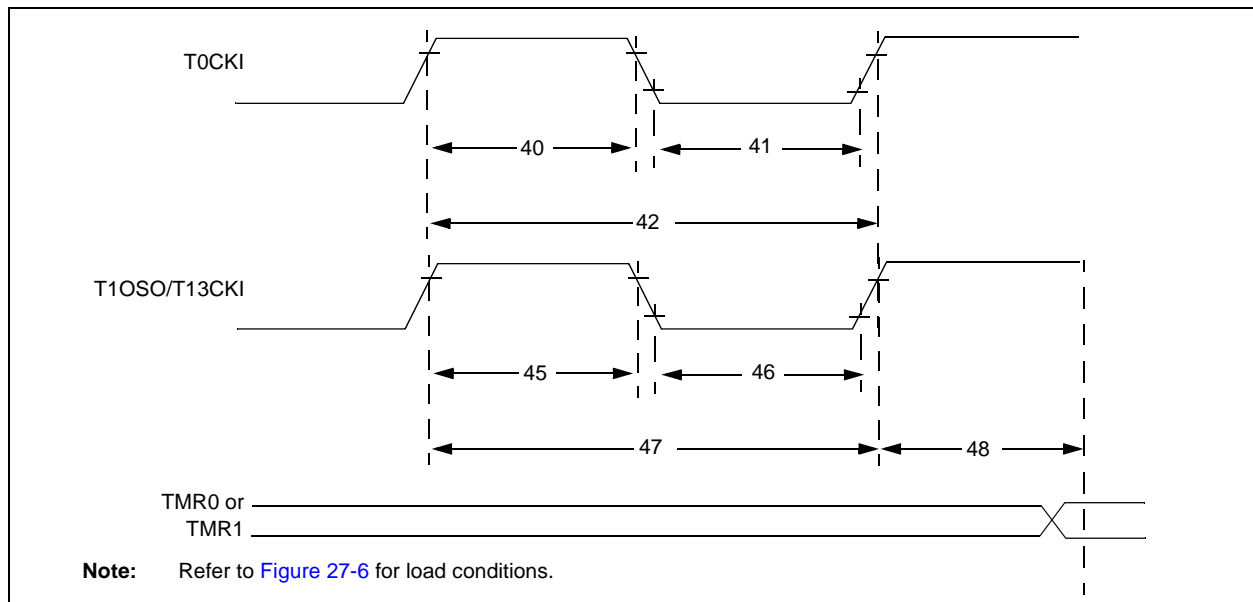 T0CKI
40
41
42
T1OSO/T13CKI
45
46
47
48
TMR0 or
TMR1
Note: Refer to Figure 27-6 for load conditions.